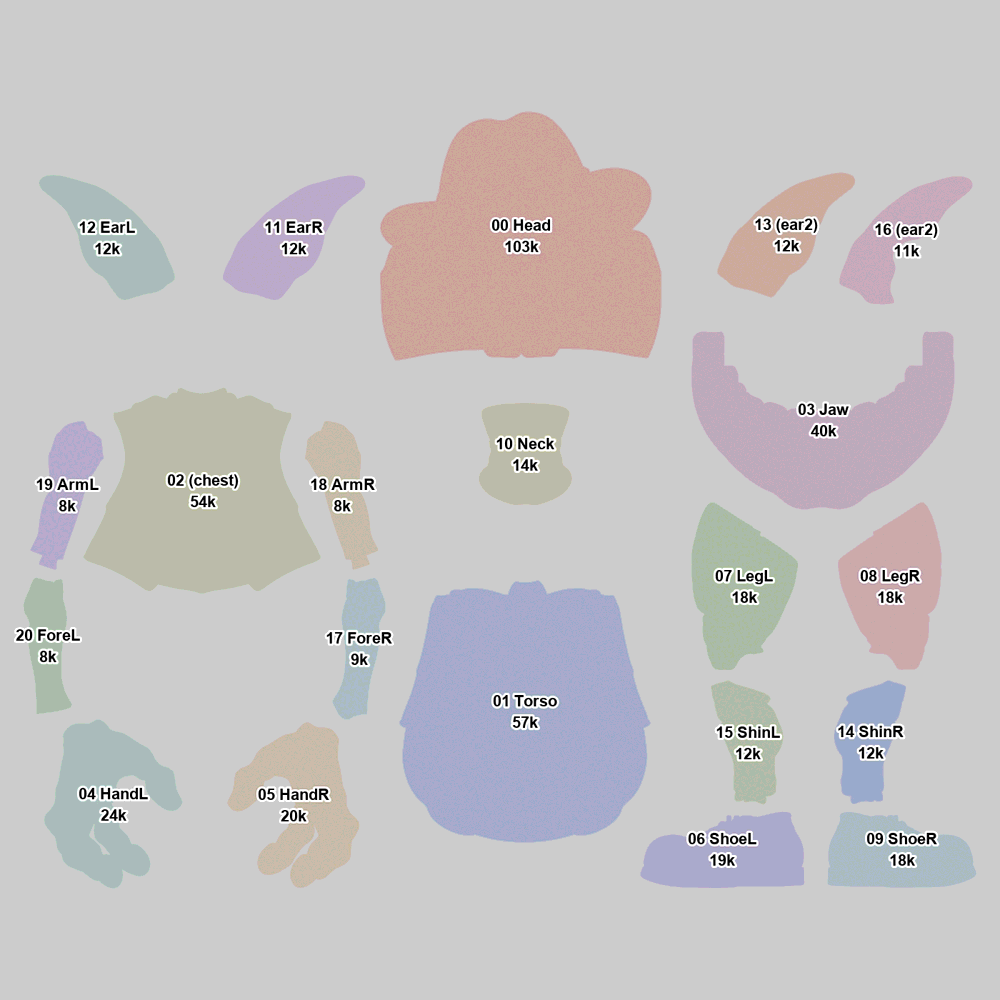 12 EarL
12k
11 EarR
12k
00 Head
103k
13 (ear2)
12k
16 (ear2)
11k
03 Jaw
40k
10 Neck
14k
19 ArmL
8k
02 (chest)
54k
18 ArmR
8k
07 LegL
18k
08 LegR
18k
20 ForeL
8k
17 ForeR
9k
01 Torso
57k
15 ShinL
12k
14 ShinR
12k
04 HandL
24k
05 HandR
20k
06 ShoeL
19k
09 ShoeR
18k